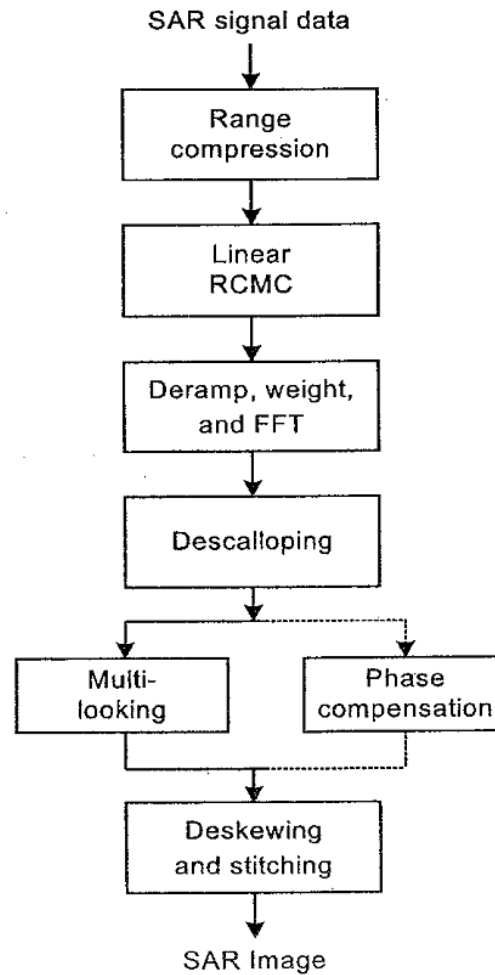 SAR signal data
Range
compression
Linear
RCMC
Deramp, weight,
and FFT
Descalloping
Multi-
looking
Phase
compensation
Deskewing
and stitching
SAR Image